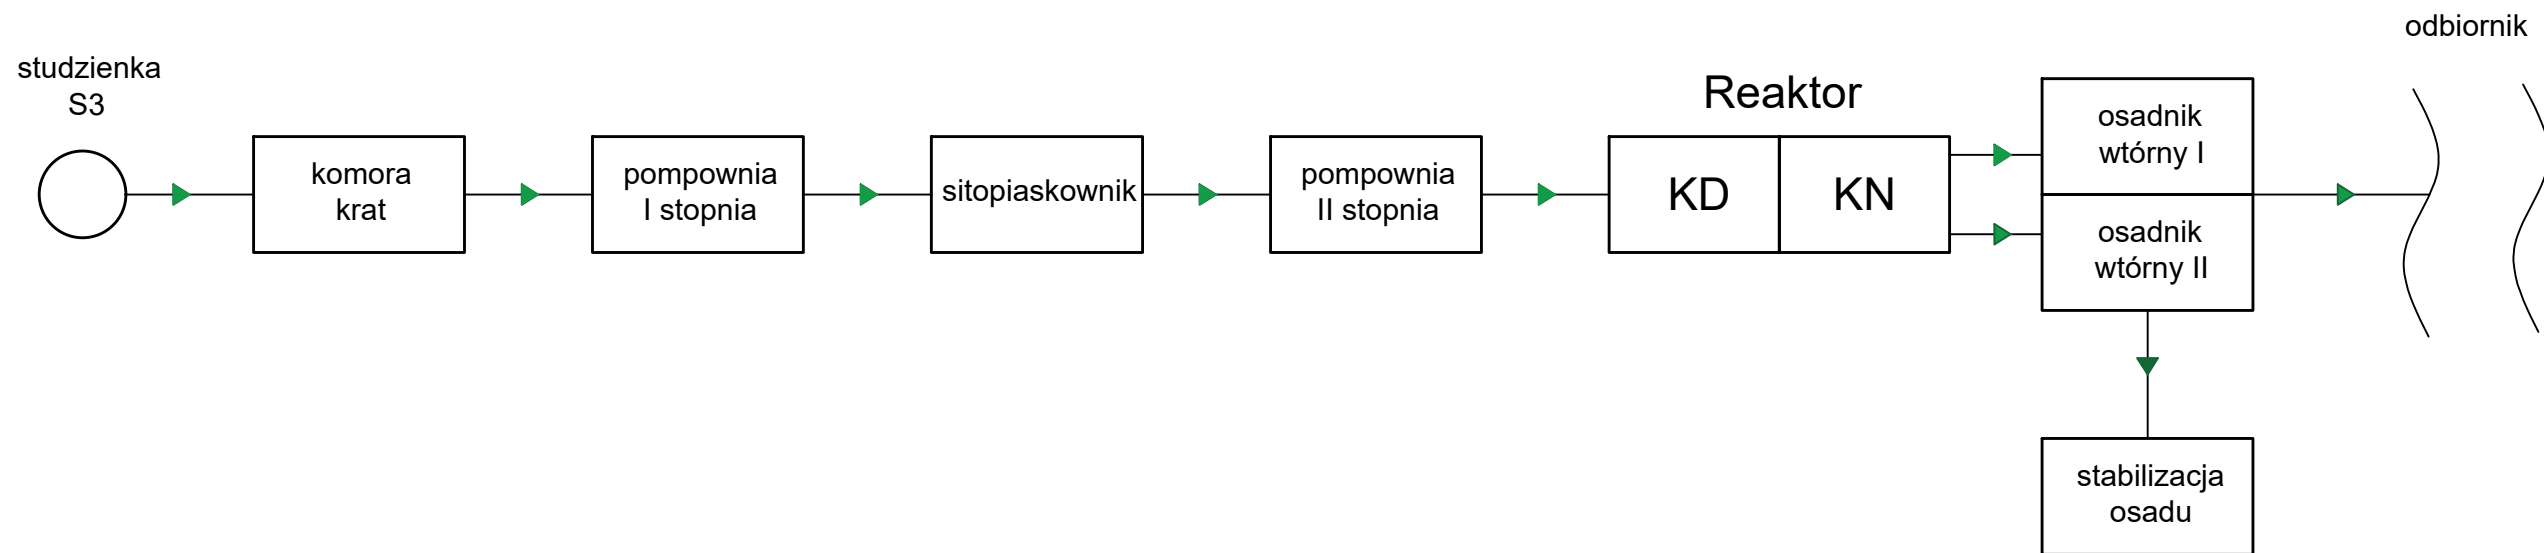 studzienka
S3
komora
krat
pompownia
I stopnia
sitopiaskownik
pompownia
II stopnia
Reaktor
KD
KN
osadnik
wtórny I
osadnik
wtórny II
stabilizacja
osadu
odbiornik